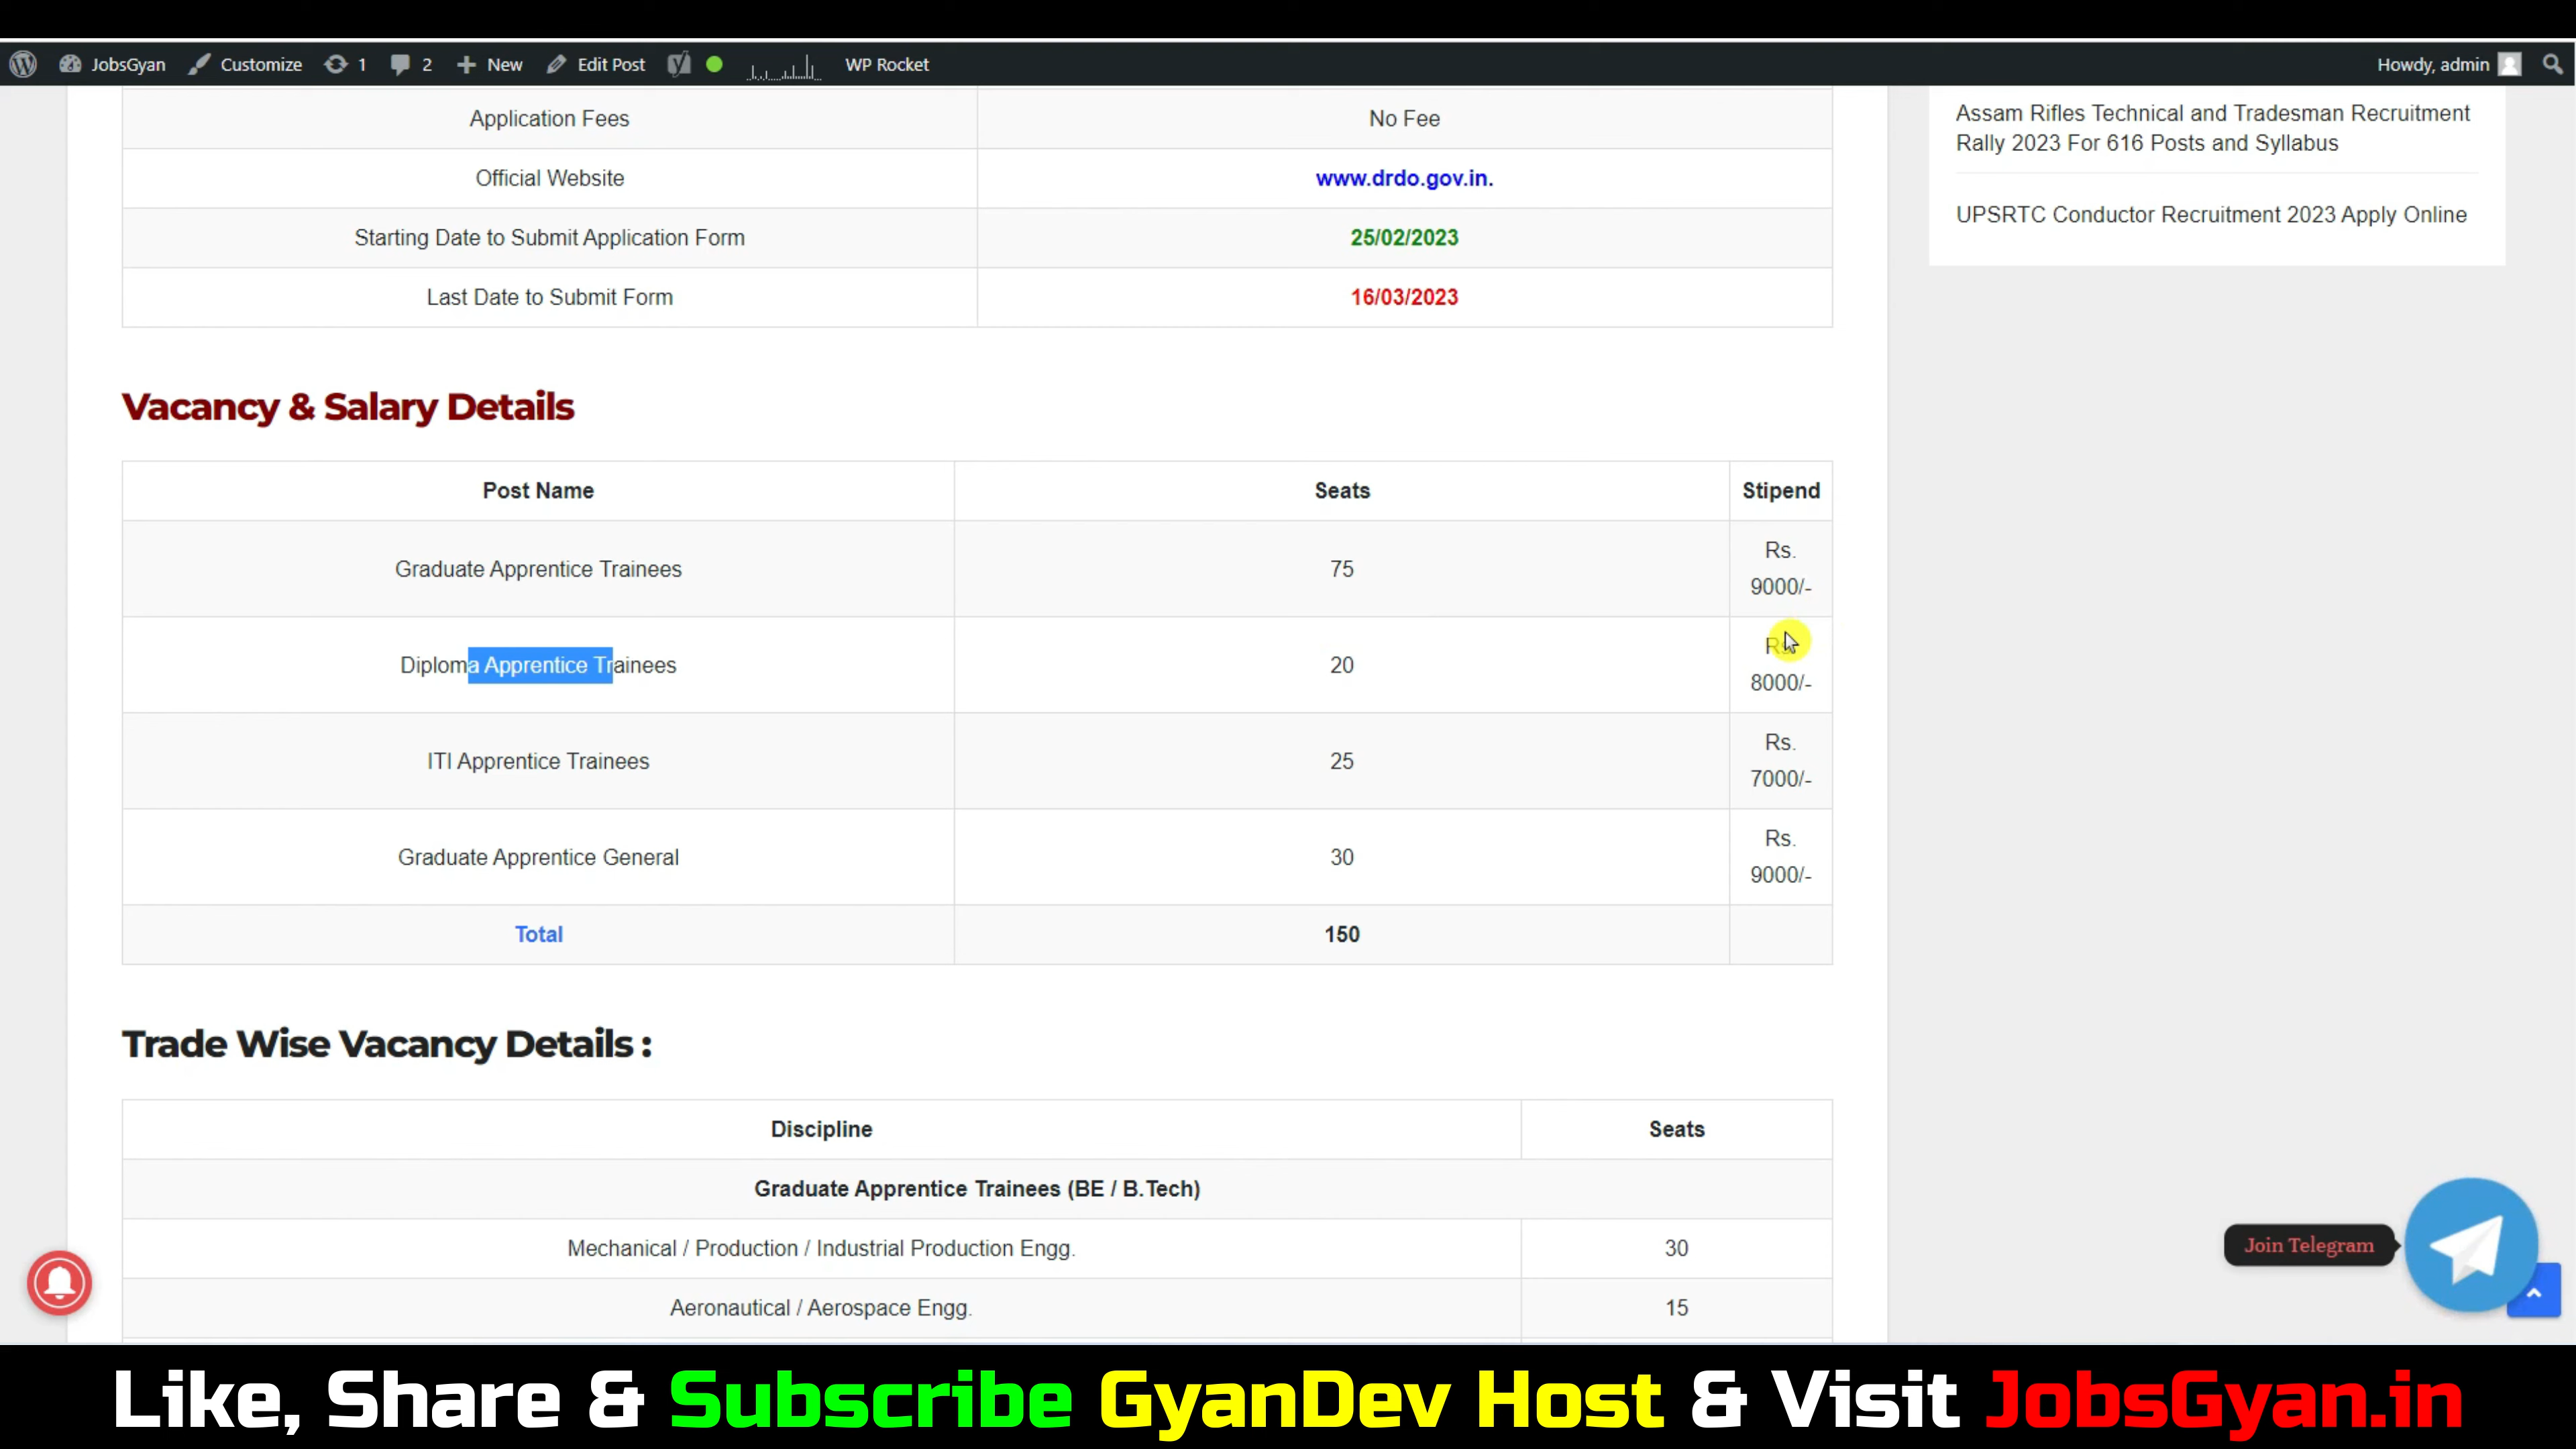 JobsGyan Customize 1 2 New Edit Post WP Rocket Howdy, admin
Application Fees No Fee
Official Website www.drdo.gov.in.
Starting Date to Submit Application Form 25/02/2023
Last Date to Submit Form 16/03/2023
Assam Rifles Technical and Tradesman Recruitment
Rally 2023 For 616 Posts and Syllabus
UPSRTC Conductor Recruitment 2023 Apply Online
Vacancy & Salary Details
Post Name Seats Stipend
Graduate Apprentice Trainees 75 Rs.
9000/-
Diploma Apprentice Trainees 20 Rs.
8000/-
ITI Apprentice Trainees 25 Rs.
7000/-
Graduate Apprentice General 30 Rs.
9000/-
Total 150
Trade Wise Vacancy Details :
Discipline Seats
Graduate Apprentice Trainees (BE / B.Tech)
Mechanical / Production / Industrial Production Engg. 30
Aeronautical / Aerospace Engg. 15
Join Telegram
Like, Share & Subscribe GyanDev Host & Visit JobsGyan.in